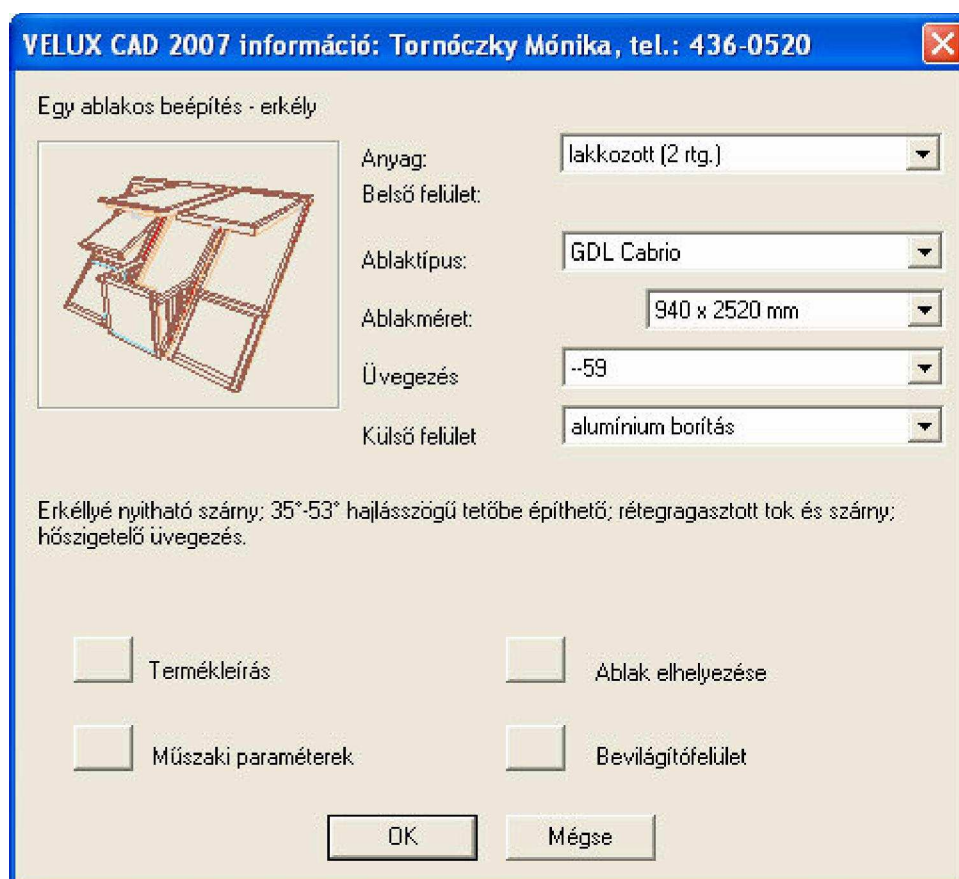 VELUX CAD 2007 információ: Tornóczky Mónika, tel.: 436-0520
Egy ablakos beépítés - erkély
Anyag: lakkozott (2 rtg.)
Belső felület:
Ablaktípus: GDL Cabrio
Ablakméret: 940 x 2520 mm
Üvegezés --59
Külső felület alumínium borítás
Erkéllyé nyitható szárny; 35°-53° hajlásszögű tetőbe építhető; rétegragasztott tok és szárny;
hőszigetelő üvegezés.
Termékleírás Ablak elhelyezése
Műszaki paraméterek Bevilágítófelület
OK Mégse